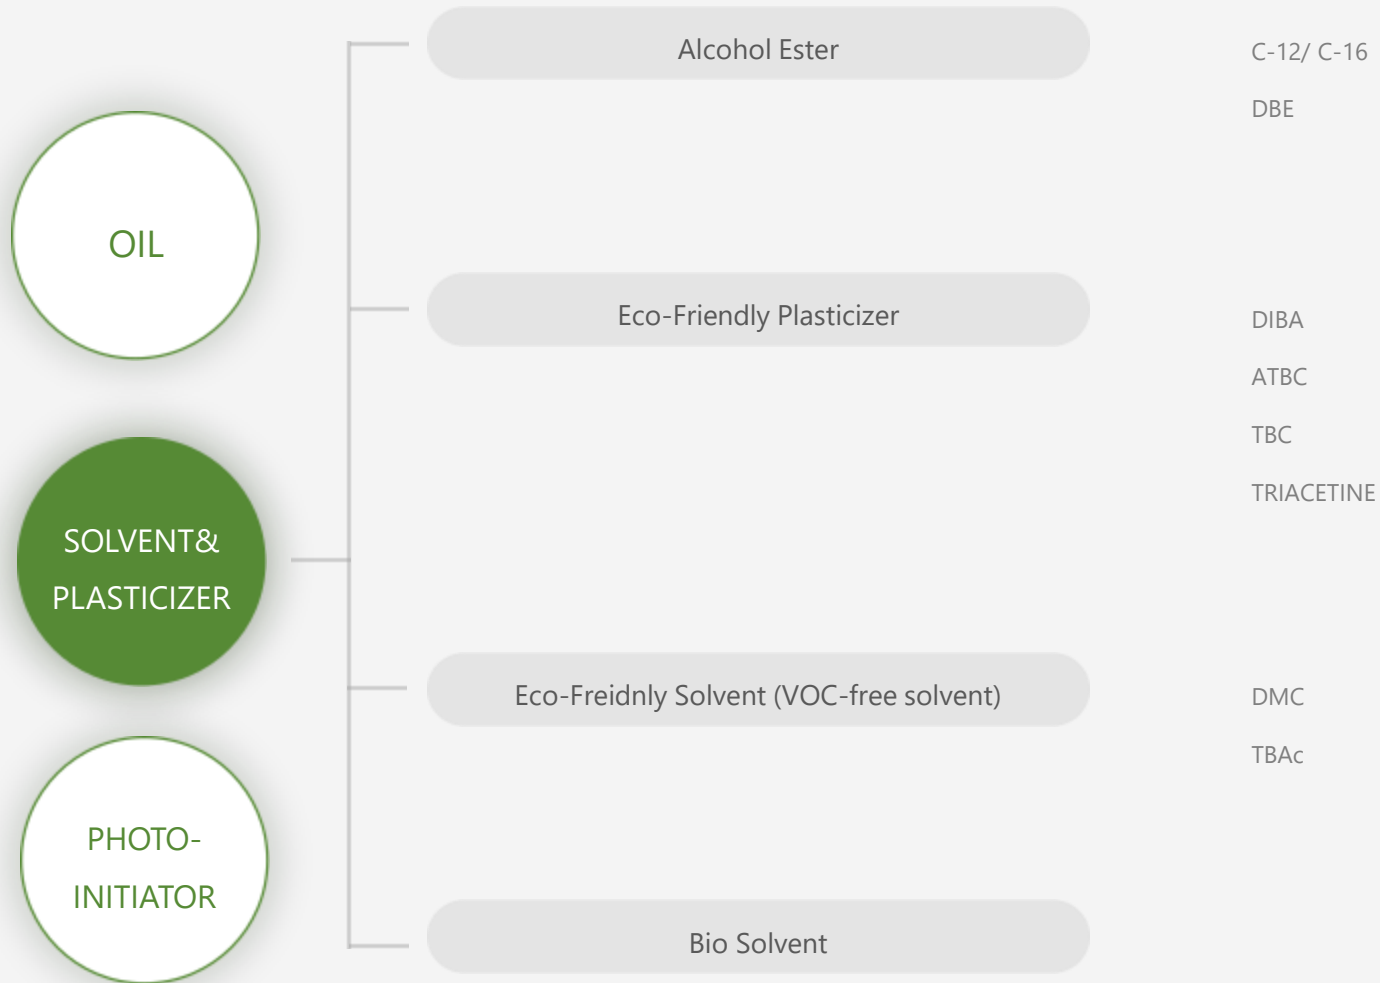 OIL
SOLVENT&
PLASTICIZER
PHOTO-
INITIATOR
Alcohol Ester
C-12/ C-16
DBE
Eco-Friendly Plasticizer
DIBA
ATBC
TBC
TRIACETINE
Eco-Freidnly Solvent (VOC-free solvent)
DMC
TBAc
Bio Solvent